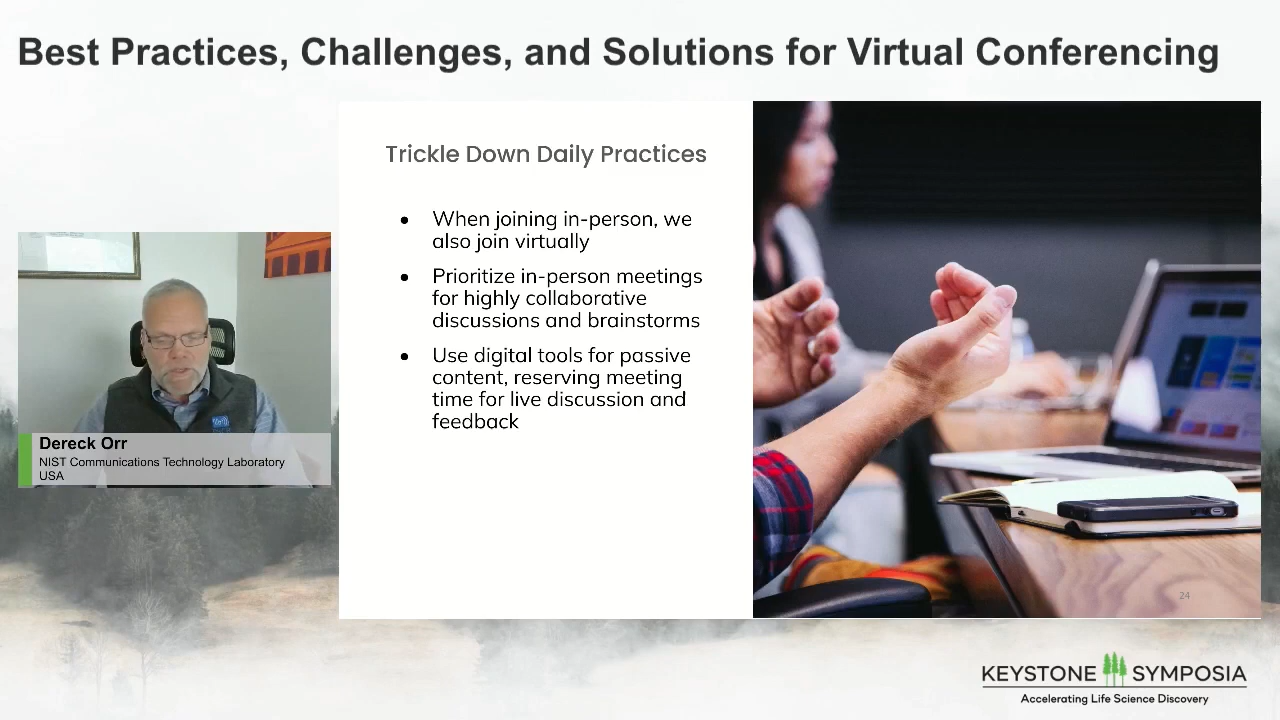 Best Practices, Challenges, and Solutions for Virtual Conferencing
Trickle Down Daily Practices
● When joining in-person, we
also join virtually
● Prioritize in-person meetings
for highly collaborative
discussions and brainstorms
● Use digital tools for passive
content, reserving meeting
time for live discussion and
feedback
Dereck Orr
NIST Communications Technology Laboratory
USA
24
KEYSTONE SYMPOSIA
Accelerating Life Science Discovery